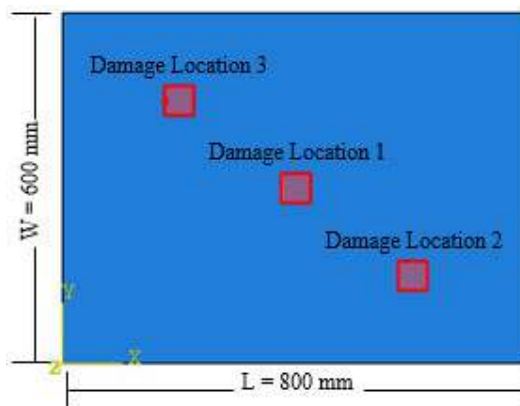 Damage Location 3
Damage Location 1
Damage Location 2
W = 600 mm
Y
Z
X
L = 800 mm